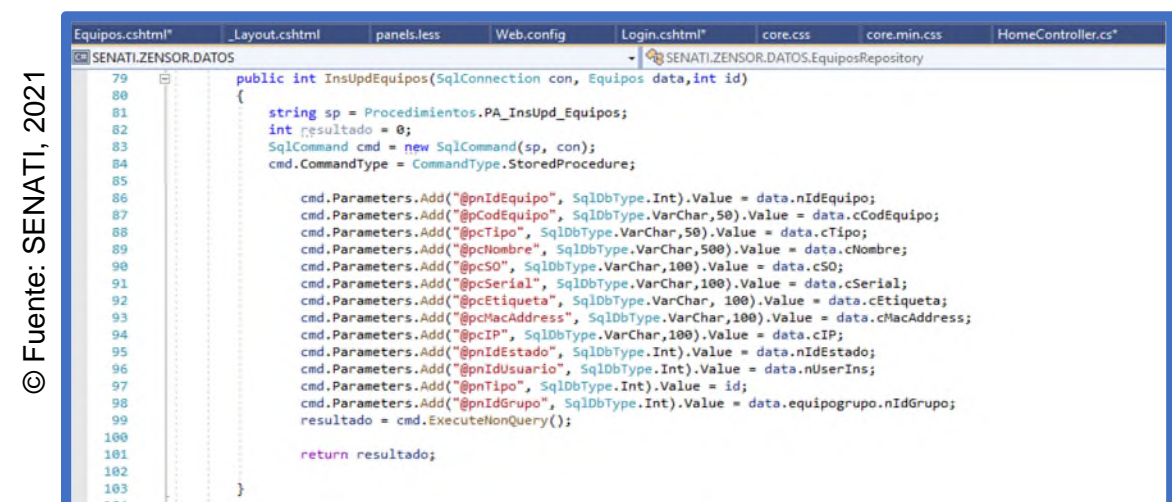 Equipos.cshtml* _Layout.cshtml panels.less Web.config Login.cshtml* core.css core.min.css HomeController.cs*
SENATI.ZENSOR.DATOS SENATI.ZENSOR.DATOS.EquiposRepository
79 public int InsUpdEquipos(SqlConnection con, Equipos data,int id)
80 {
81 string sp = Procedimientos.PA_InsUpd_Equipos;
82 int resultado = 0;
83 SqlCommand cmd = new SqlCommand(sp, con);
84 cmd.CommandType = CommandType.StoredProcedure;
85
86 cmd.Parameters.Add("@pnIdEquipo", SqlDbType.Int).Value = data.nIdEquipo;
87 cmd.Parameters.Add("@pCodEquipo", SqlDbType.VarChar,50).Value = data.cCodEquipo;
88 cmd.Parameters.Add("@pcTipo", SqlDbType.VarChar,50).Value = data.cTipo;
89 cmd.Parameters.Add("@pcNombre", SqlDbType.VarChar,500).Value = data.cNombre;
90 cmd.Parameters.Add("@pcSO", SqlDbType.VarChar,100).Value = data.cSO;
91 cmd.Parameters.Add("@pcSerial", SqlDbType.VarChar,100).Value = data.cSerial;
92 cmd.Parameters.Add("@pcEtiqueta", SqlDbType.VarChar, 100).Value = data.cEtiqueta;
93 cmd.Parameters.Add("@pcMacAddress", SqlDbType.VarChar,100).Value = data.cMacAddress;
94 cmd.Parameters.Add("@pcIP", SqlDbType.VarChar,100).Value = data.cIP;
95 cmd.Parameters.Add("@pnIdEstado", SqlDbType.Int).Value = data.nIdEstado;
96 cmd.Parameters.Add("@pnIdUsuario", SqlDbType.Int).Value = data.nUserIns;
97 cmd.Parameters.Add("@pnTipo", SqlDbType.Int).Value = id;
98 cmd.Parameters.Add("@pnIdGrupo", SqlDbType.Int).Value = data.equipogrupo.nIdGrupo;
99 resultado = cmd.ExecuteNonQuery();
100
101 return resultado;
102
103 }
© Fuente: SENATI, 2021